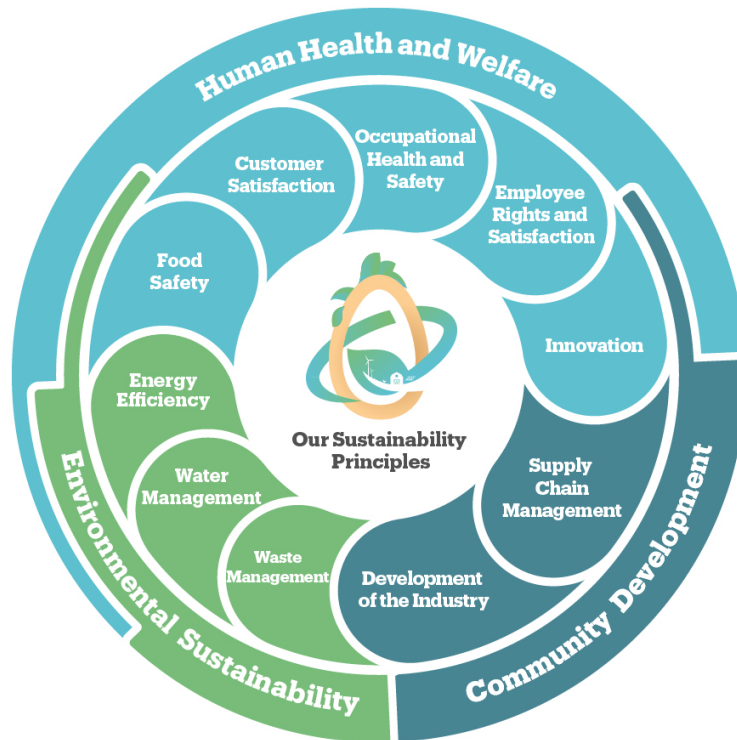 Human Health and Welfare
Occupational
Health and
Safety
Customer
Satisfaction
Employee
Rights and
Satisfaction
Food
Safety
Innovation
Energy
Efficiency
Our Sustainability
Principles
Supply
Chain
Management
Water
Management
Waste
Management
Development
of the Industry
Environmental Sustainability
Community Development